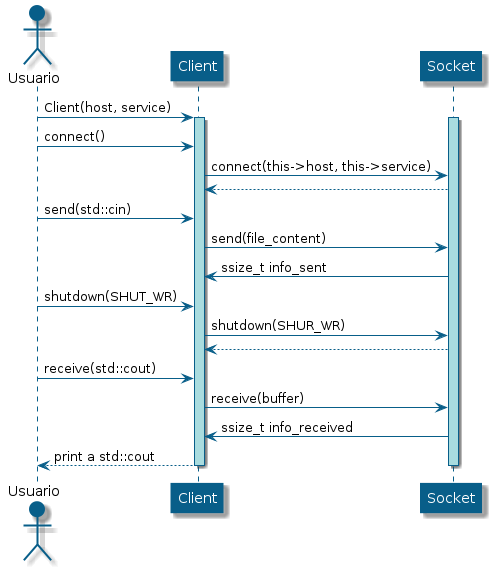 Usuario
Client
Socket
Client(host, service)
connect()
connect(this->host, this->service)
send(std::cin)
send(file_content)
ssize_t info_sent
shutdown(SHUT_WR)
shutdown(SHUR_WR)
receive(std::cout)
receive(buffer)
ssize_t info_received
print a std::cout
Usuario
Client
Socket